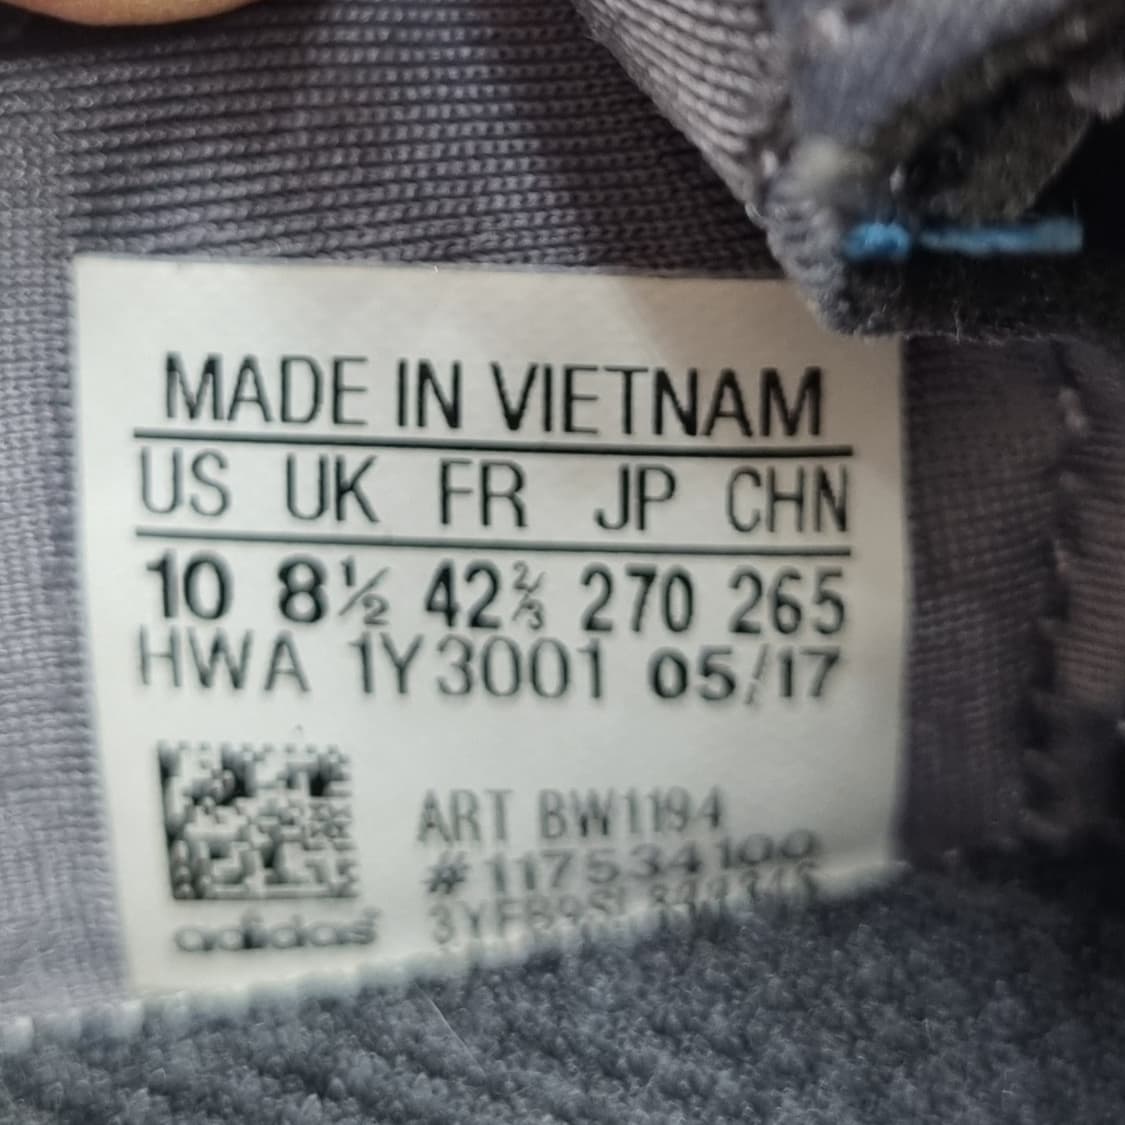 MADE IN VIETNAM
US UK FR JP CHN
10 8½ 42⅔ 270 265
HWA 1Y3001 05/17
ART BW1194
#117534100
adidas